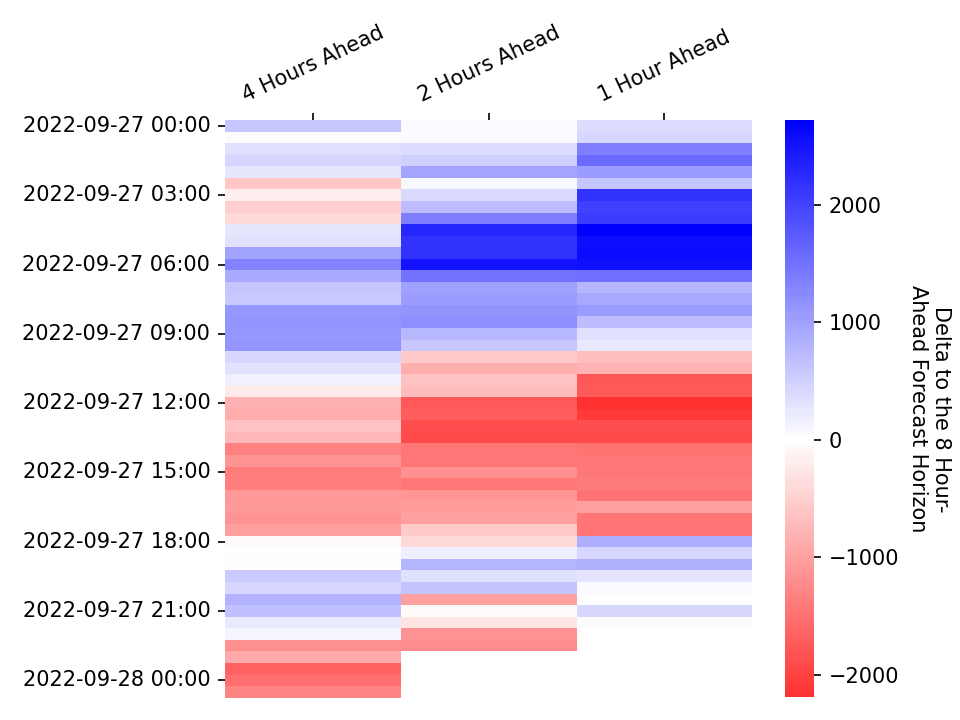 4 Hours Ahead
2 Hours Ahead
1 Hour Ahead
2022-09-27 00:00
2022-09-27 03:00
2022-09-27 06:00
2022-09-27 09:00
2022-09-27 12:00
2022-09-27 15:00
2022-09-27 18:00
2022-09-27 21:00
2022-09-28 00:00
2000
1000
0
−1000
−2000
Delta to the 8 Hour-
Ahead Forecast Horizon